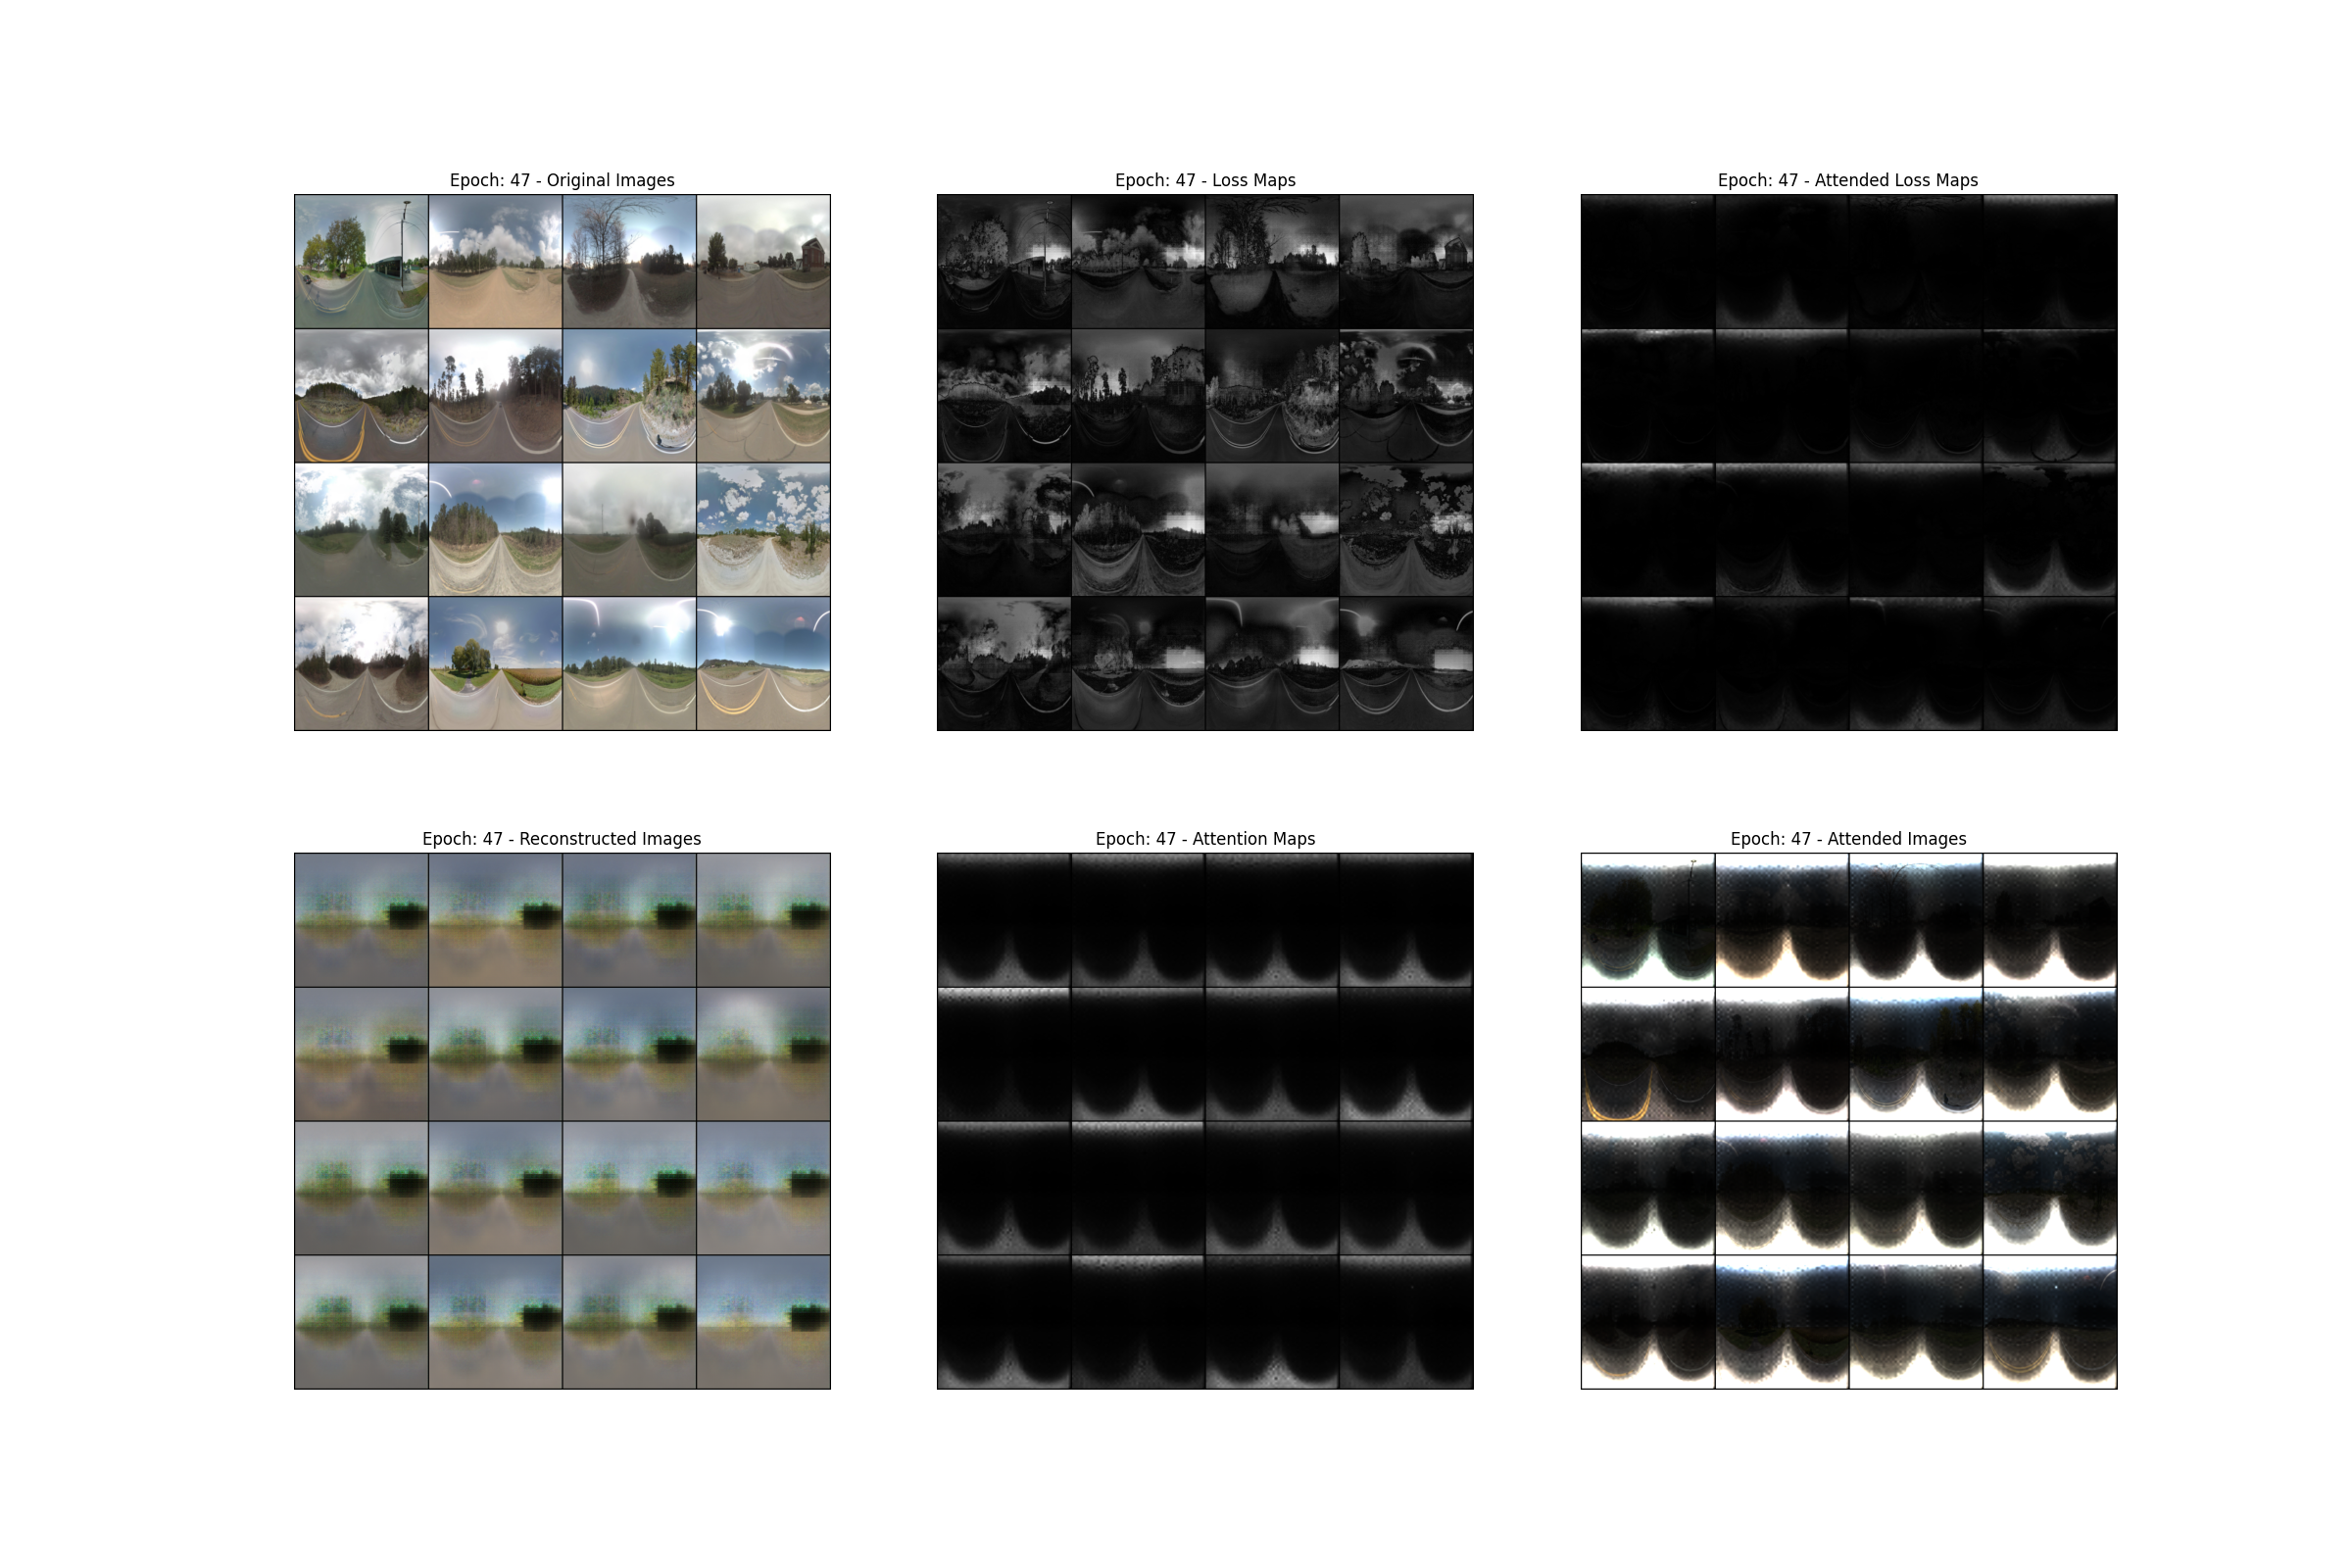 Epoch: 47 - Original Images
Epoch: 47 - Loss Maps
Epoch: 47 - Attended Loss Maps
Epoch: 47 - Reconstructed Images
Epoch: 47 - Attention Maps
Epoch: 47 - Attended Images